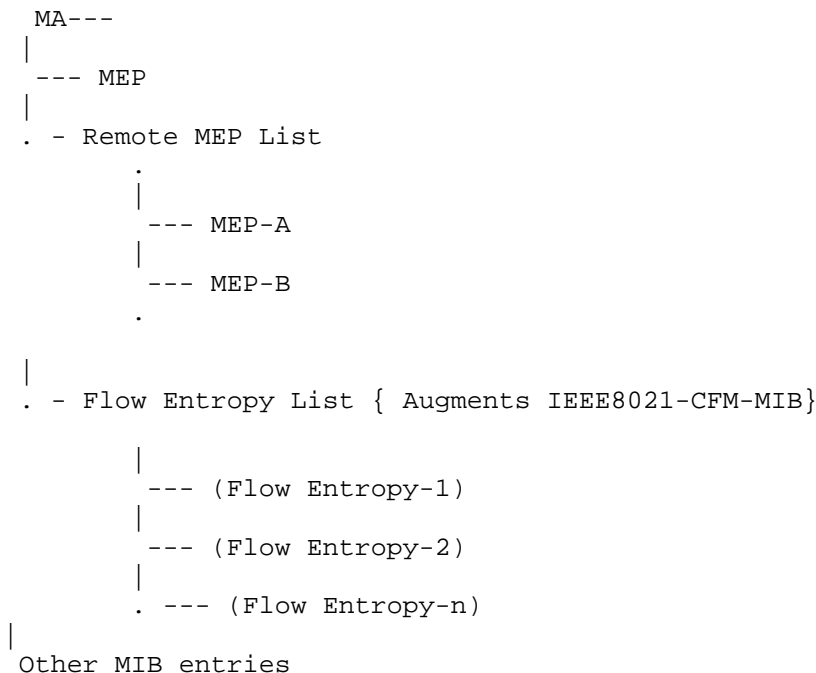 MA---
|
--- MEP
|
. - Remote MEP List
.
|
--- MEP-A
|
--- MEP-B
.
|
. - Flow Entropy List { Augments IEEE8021-CFM-MIB}
|
--- (Flow Entropy-1)
|
--- (Flow Entropy-2)
|
. --- (Flow Entropy-n)
|
Other MIB entries